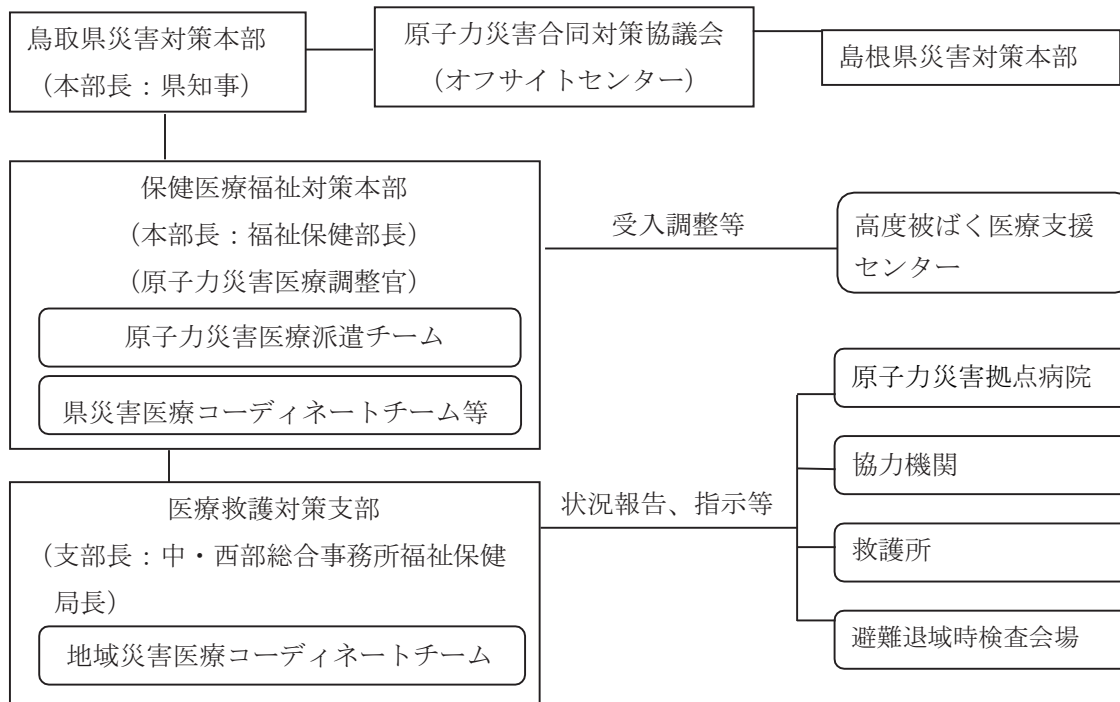 鳥取県災害対策本部
(本部長：県知事)
原子力災害合同対策協議会
(オフサイトセンター)
島根県災害対策本部
保健医療福祉対策本部
(本部長：福祉保健部長)
(原子力災害医療調整官)
原子力災害医療派遣チーム
県災害医療コーディネートチーム等
受入調整等
高度被ばく医療支援
センター
医療救護対策支部
(支部長：中・西部総合事務所福祉保健
局長)
地域災害医療コーディネートチーム
状況報告、指示等
原子力災害拠点病院
協力機関
救護所
避難退域時検査会場